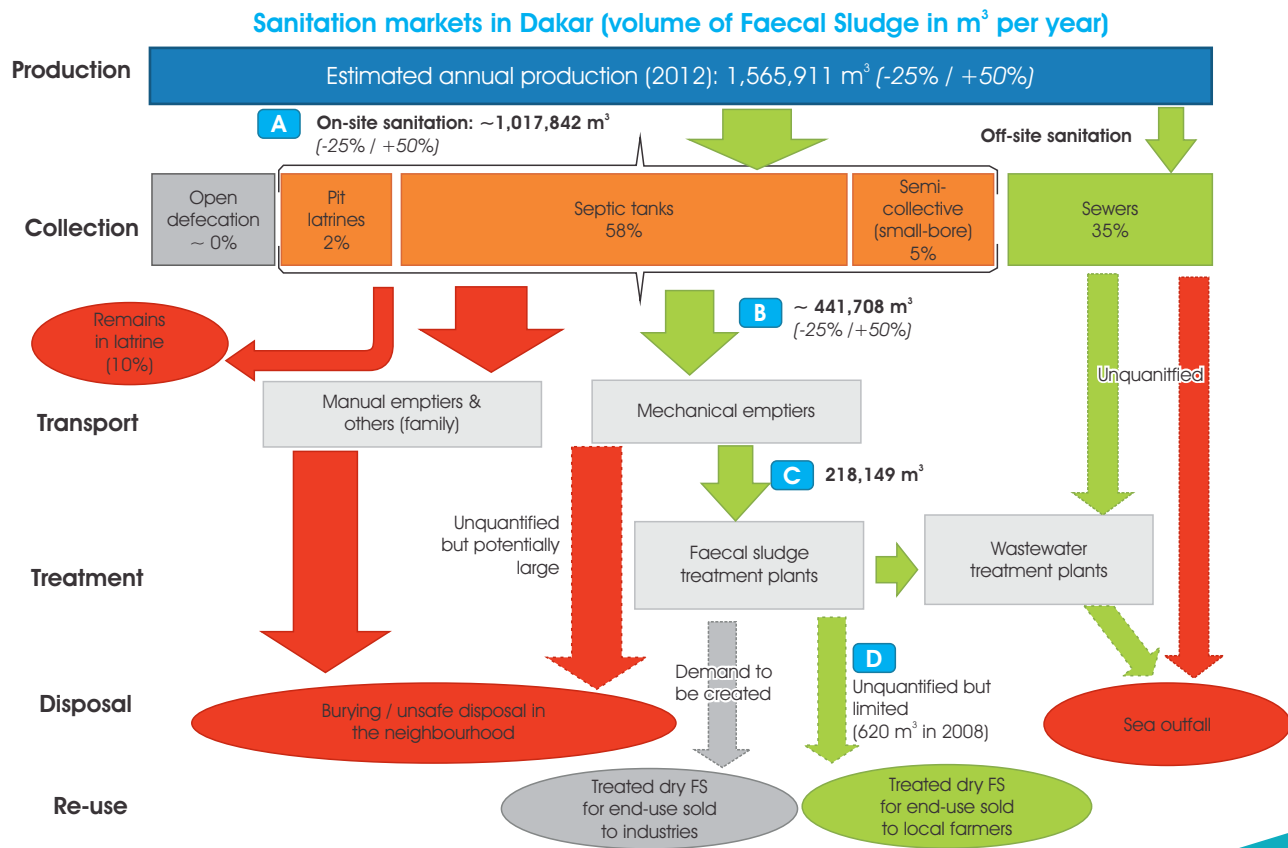 Sanitation markets in Dakar (volume of Faecal Sludge in m³ per year)
Production
Estimated annual production (2012): 1,565,911 m³ (-25% / +50%)
A
On-site sanitation: ~1,017,842 m³
(-25% / +50%)
Off-site sanitation
Collection
Open
defecation
~ 0%
Pit
latrines
2%
Septic tanks
58%
Semi-
collective
(small-bore)
5%
Sewers
35%
Remains
in latrine
(10%)
B
~ 441,708 m³
(-25% /+50%)
Unquanitfied
Transport
Manual emptiers &
others (family)
Mechanical emptiers
C
218,149 m³
Unquantified
but potentially
large
Treatment
Faecal sludge
treatment plants
Wastewater
treatment plants
Demand to
be created
D
Unquantified but
limited
(620 m³ in 2008)
Disposal
Burying / unsafe disposal in
the neighbourhood
Sea outfall
Re-use
Treated dry FS
for end-use sold
to industries
Treated dry FS
for end-use sold
to local farmers